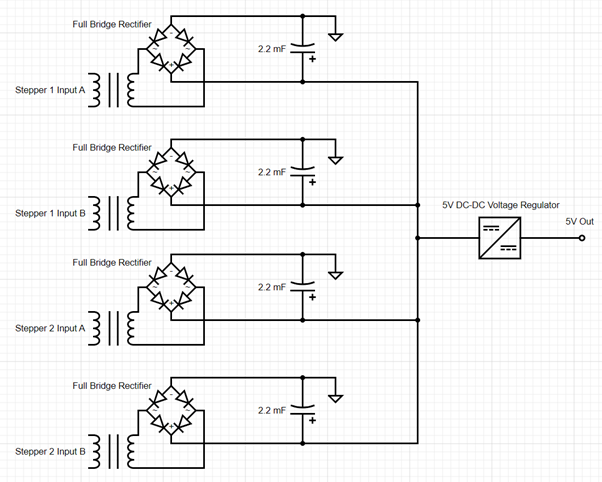 Full Bridge Rectifier
-
~ ~
+
2.2 mF
+
Stepper 1 Input A
Full Bridge Rectifier
-
~ ~
+
2.2 mF
+
Stepper 1 Input B
5V DC-DC Voltage Regulator
5V Out
Full Bridge Rectifier
-
~ ~
+
2.2 mF
+
Stepper 2 Input A
Full Bridge Rectifier
-
~ ~
+
2.2 mF
+
Stepper 2 Input B